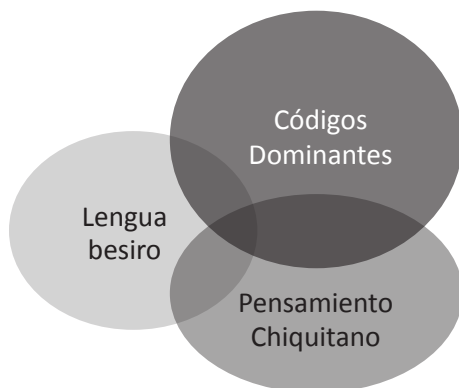 Códigos
Dominantes
Lengua
besiro
Pensamiento
Chiquitano